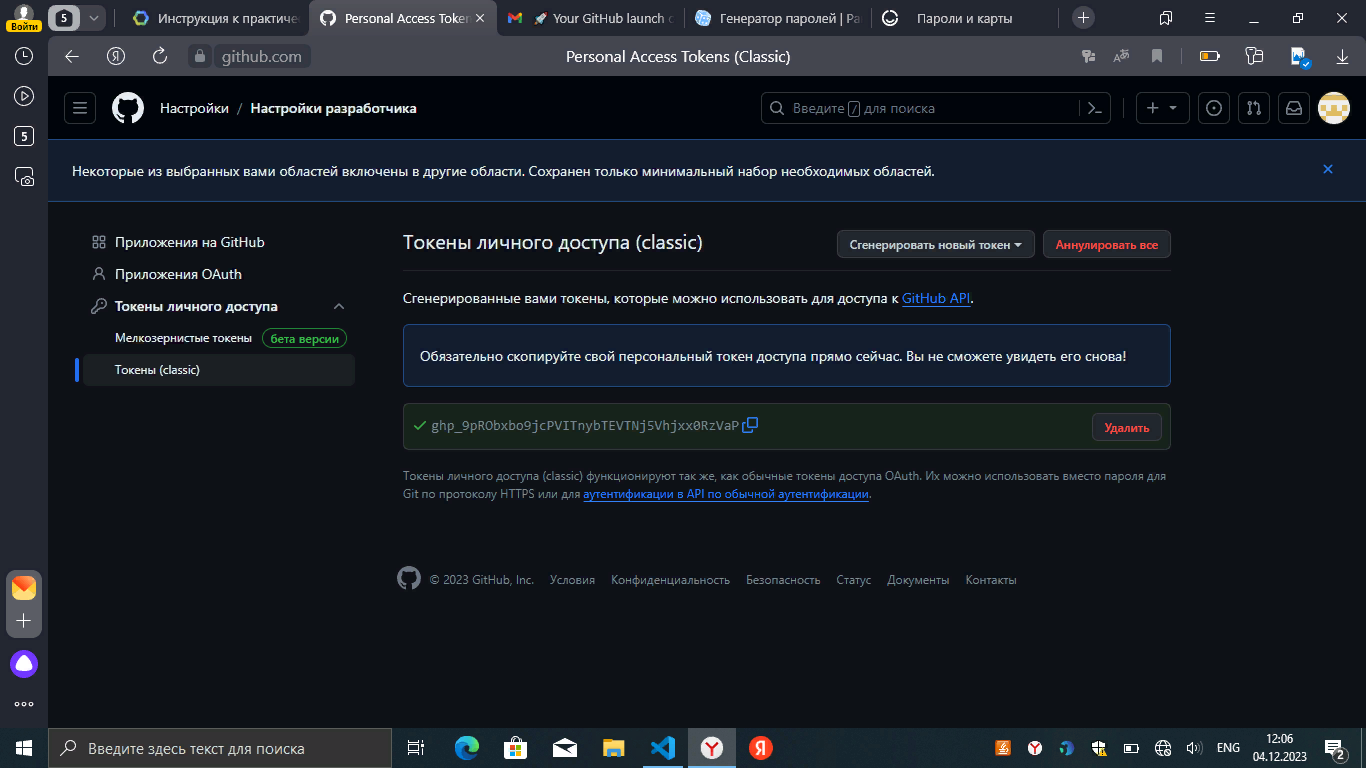 Войти
5
Инструкция к практичес
Personal Access Token
🚀 Your GitHub launch c
Генератор паролей | Pa
Пароли и карты
github.com
Personal Access Tokens (Classic)
5
Настройки / Настройки разработчика
Введите / для поиска
Некоторые из выбранных вами областей включены в другие области. Сохранен только минимальный набор необходимых областей.
Приложения на GitHub
Приложения OAuth
Токены личного доступа
Мелкозернистые токены бета версии
Токены (classic)
Токены личного доступа (classic)
Сгенерировать новый токен
Аннулировать все
Сгенерированные вами токены, которые можно использовать для доступа к GitHub API.
Обязательно скопируйте свой персональный токен доступа прямо сейчас. Вы не сможете увидеть его снова!
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
Удалить
Токены личного доступа (classic) функционируют так же, как обычные токены доступа OAuth. Их можно использовать вместо пароля для
Git по протоколу HTTPS или для аутентификации в API по обычной аутентификации.
© 2023 GitHub, Inc. Условия Конфиденциальность Безопасность Статус Документы Контакты
Введите здесь текст для поиска
ENG
12:06
04.12.2023
2